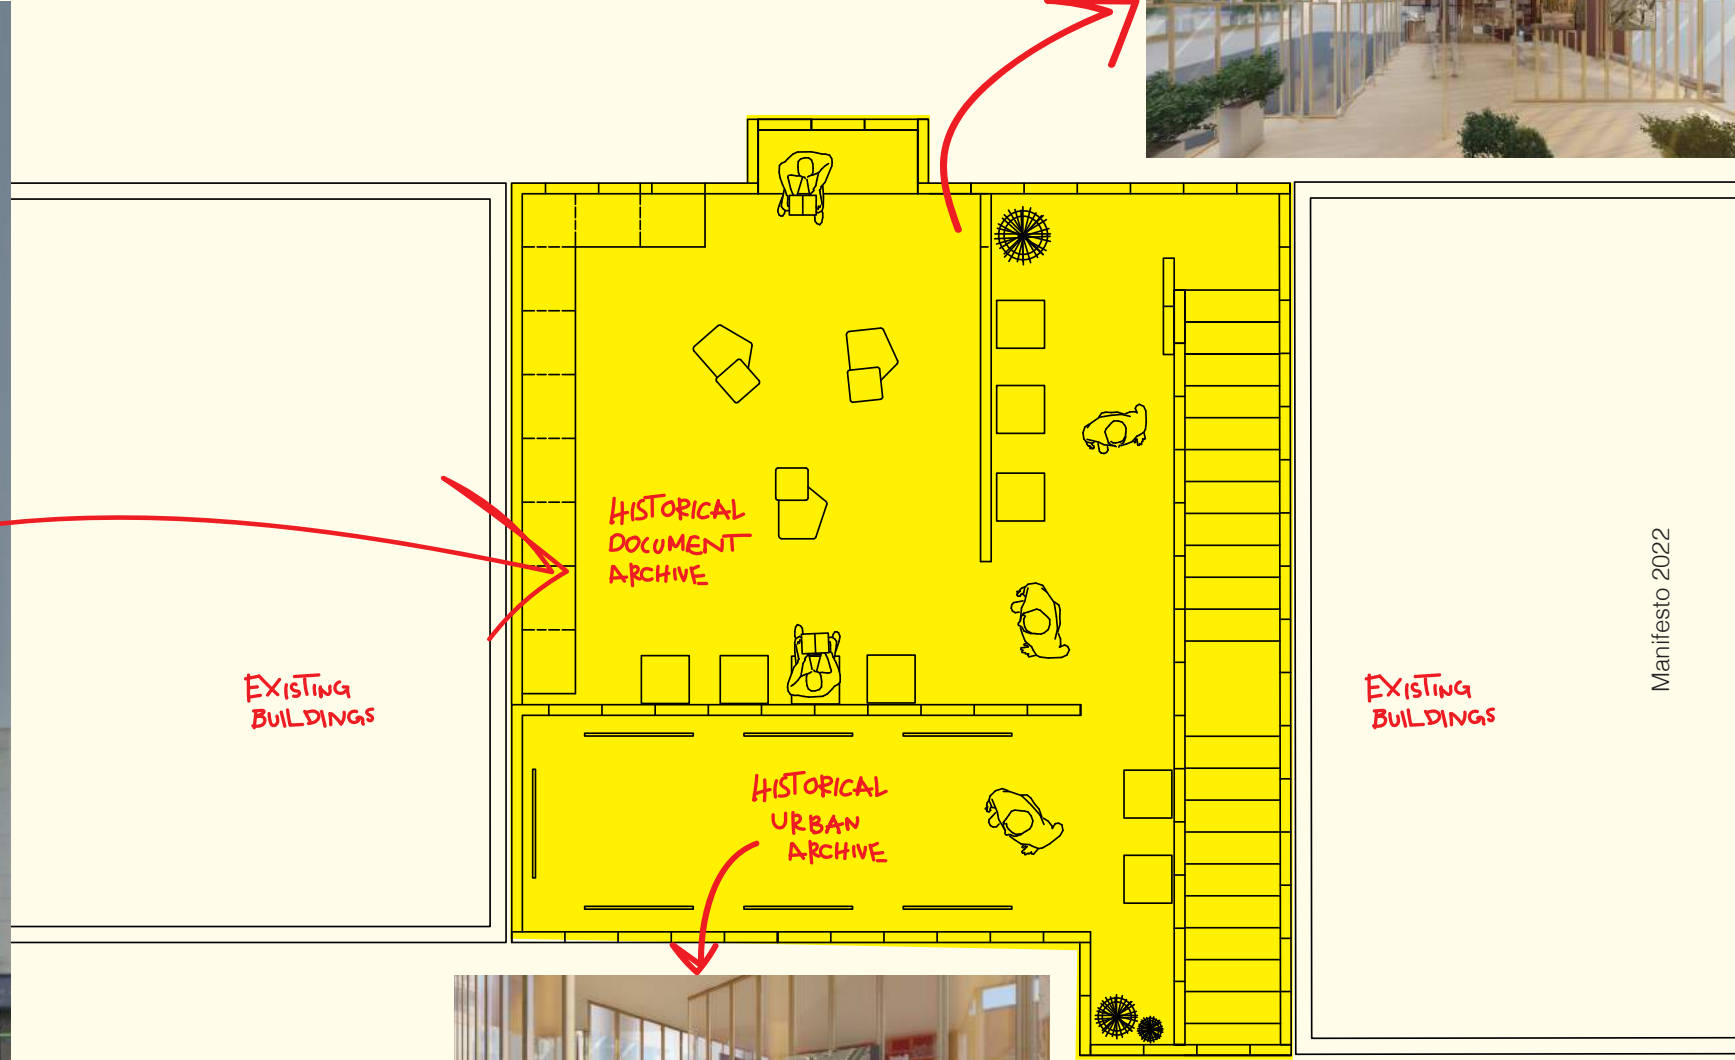 HISTORICAL
DOCUMENT
ARCHIVE
EXISTING
BUILDINGS
HISTORICAL
URBAN
ARCHIVE
EXISTING
BUILDINGS
Manifesto 2022